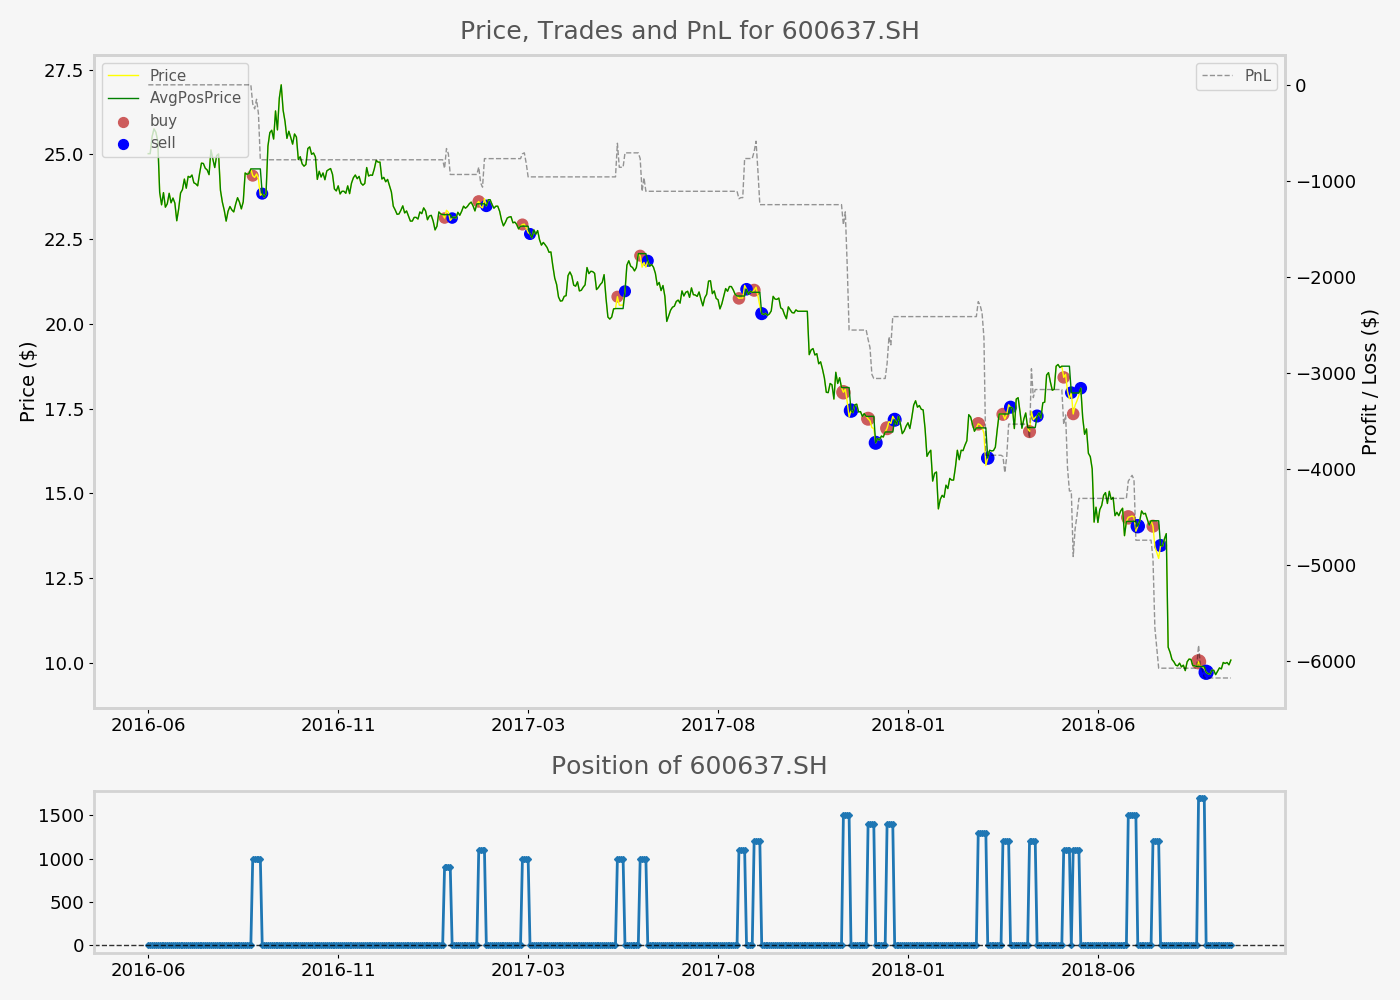 Price, Trades and PnL for 600637.SH
27.5
25.0
22.5
20.0
17.5
15.0
12.5
10.0
Price ($)
Price
AvgPosPrice
buy
sell
PnL
0
−1000
−2000
−3000
−4000
−5000
−6000
Profit / Loss ($)
2016-06 2016-11 2017-03 2017-08 2018-01 2018-06
Position of 600637.SH
1500
1000
500
0
2016-06 2016-11 2017-03 2017-08 2018-01 2018-06